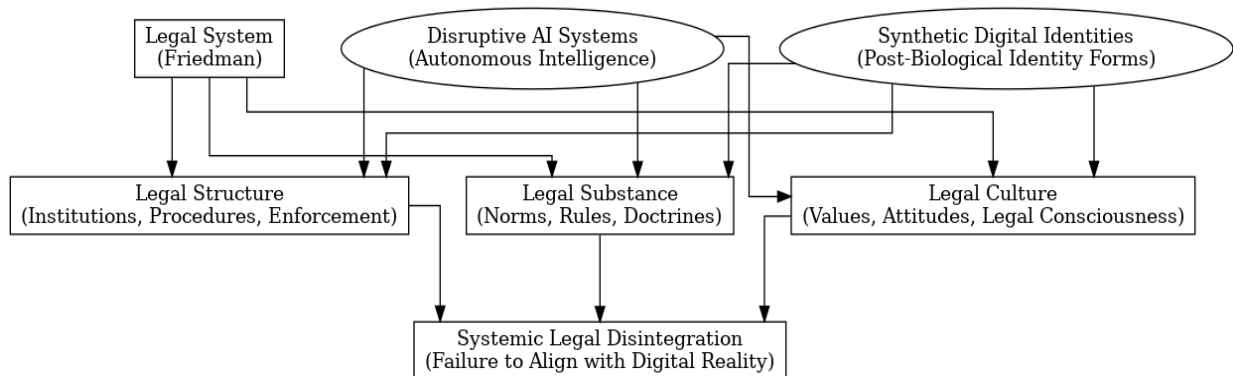 Legal System
(Friedman)
Disruptive AI Systems
(Autonomous Intelligence)
Synthetic Digital Identities
(Post-Biological Identity Forms)
Legal Structure
(Institutions, Procedures, Enforcement)
Legal Substance
(Norms, Rules, Doctrines)
Legal Culture
(Values, Attitudes, Legal Consciousness)
Systemic Legal Disintegration
(Failure to Align with Digital Reality)